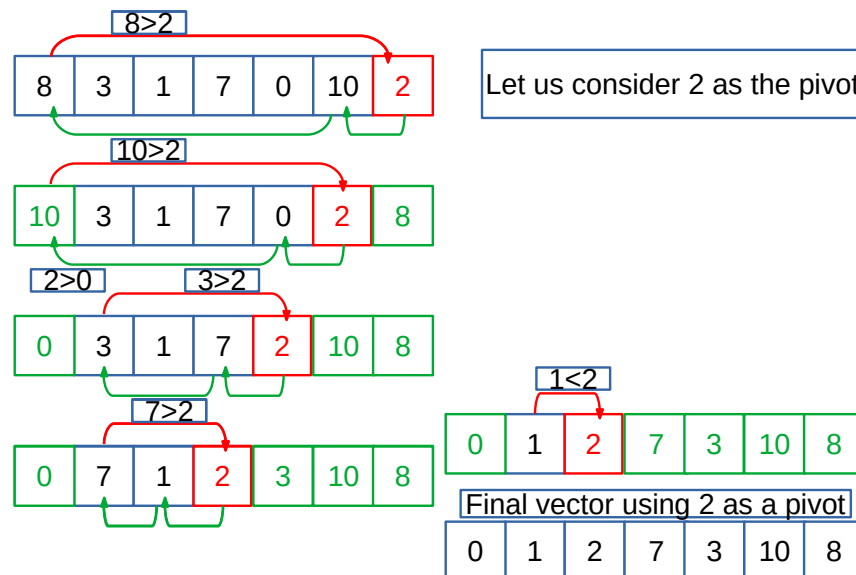 8>2
8 3 1 7 0 10 2
Let us consider 2 as the pivot
10>2
10 3 1 7 0 2 8
2>0 3>2
0 3 1 7 2 10 8
7>2
0 7 1 2 3 10 8
1<2
0 1 2 7 3 10 8
Final vector using 2 as a pivot
0 1 2 7 3 10 8